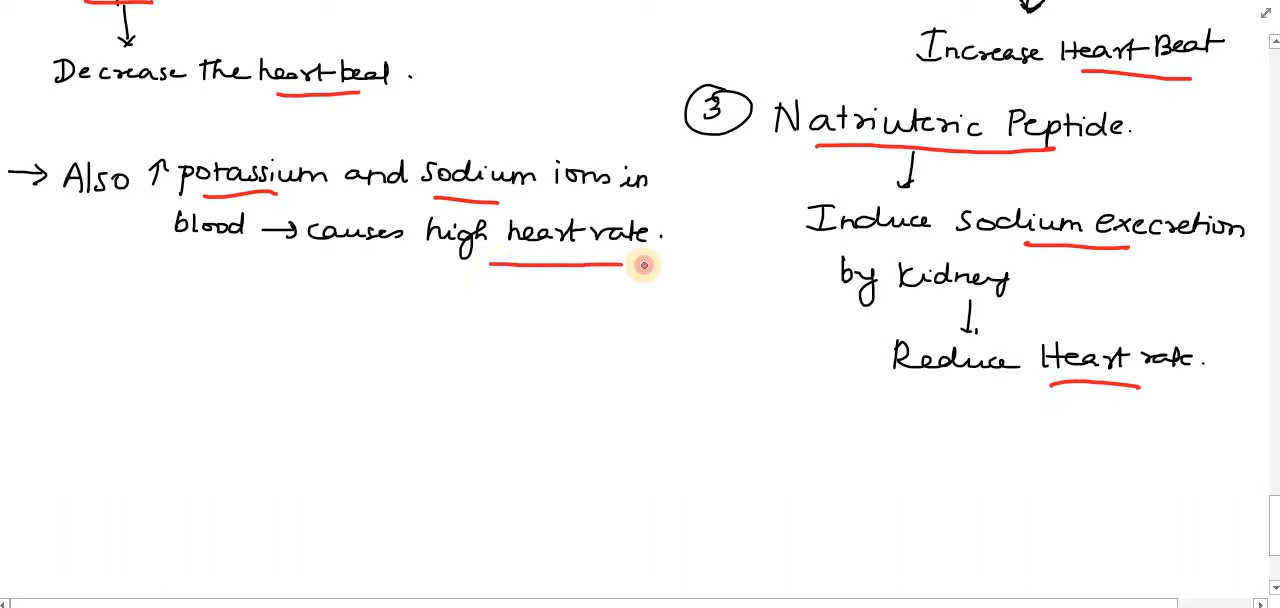 Decrease the heart beat.
→ Also ↑ potassium and sodium ions in
blood → causes high heart rate.
Increase Heart Beat
③ Natriuteric Peptide.
Induce sodium execretion
by Kidney
Reduce Heart rate.